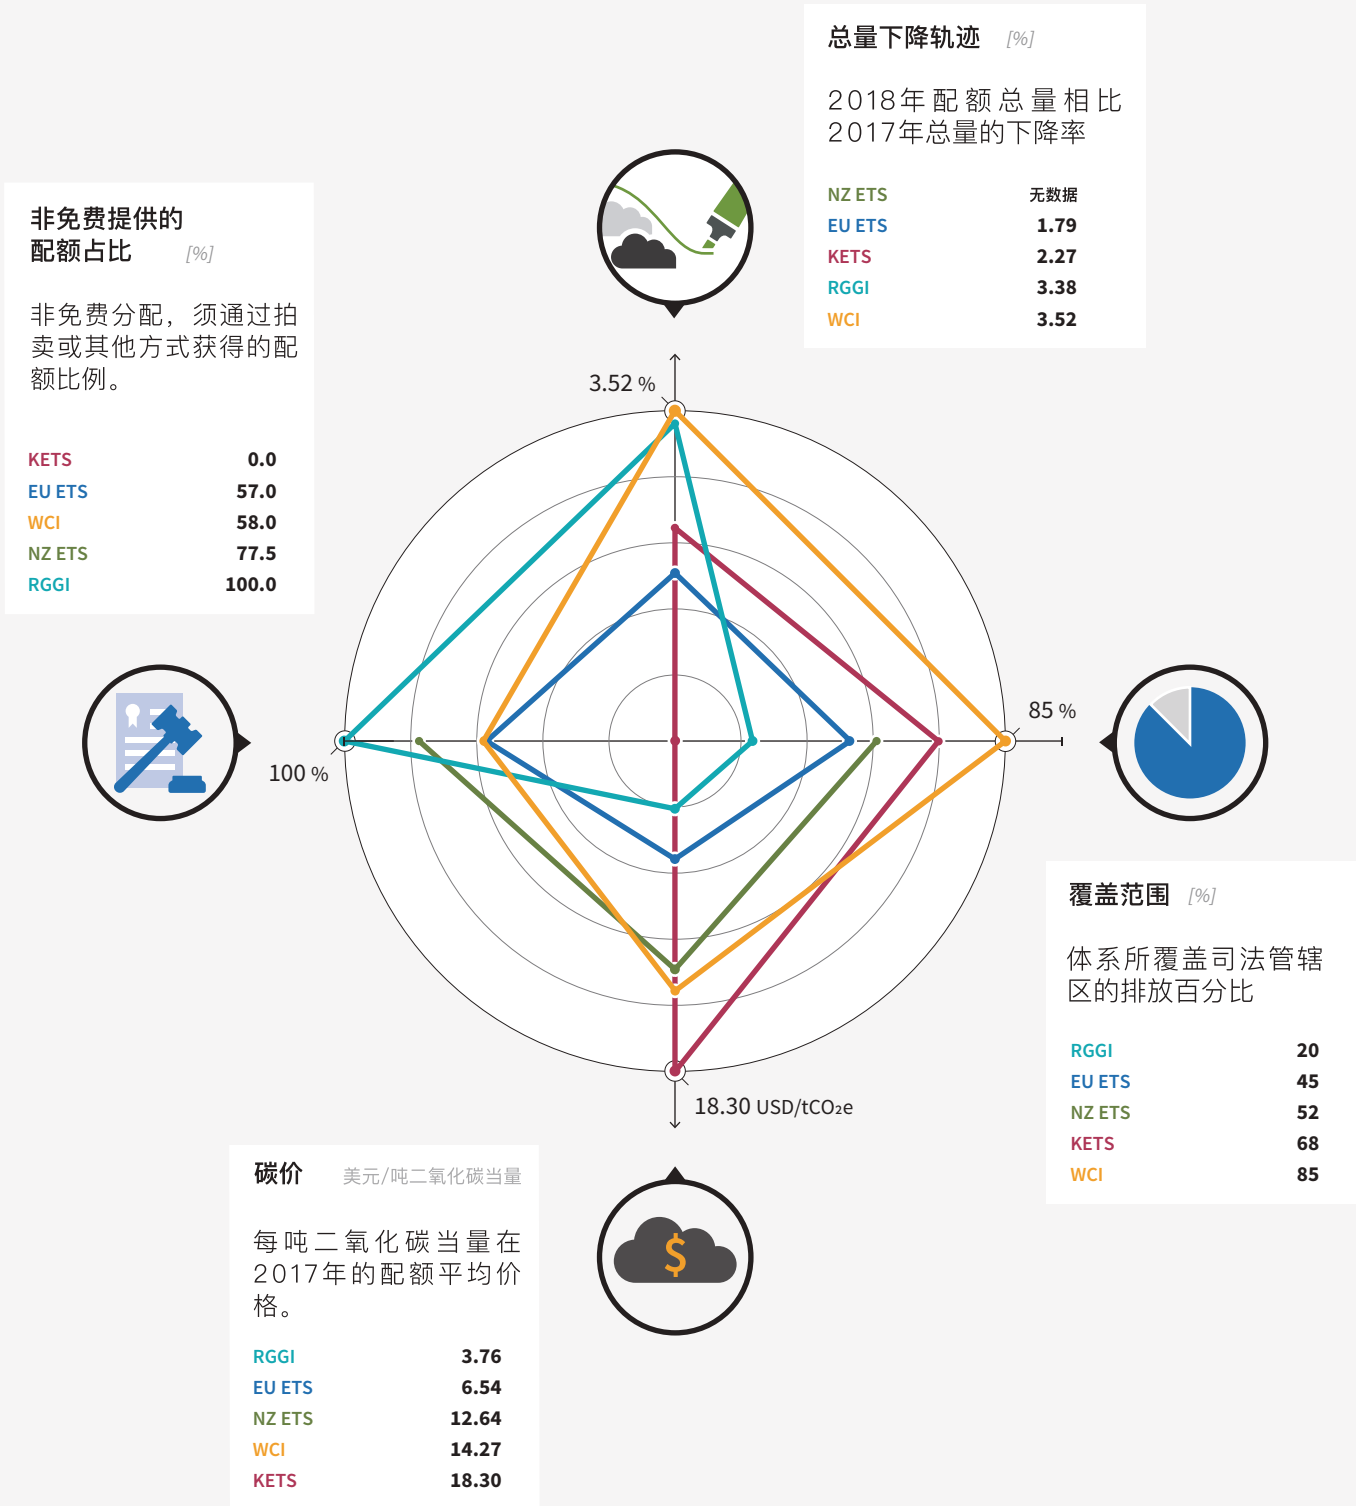 总量下降轨迹 [%]
2018年配额总量相比
2017年总量的下降率
NZ ETS 无数据
EU ETS 1.79
KETS 2.27
RGGI 3.38
WCI 3.52
非免费提供的
配额占比 [%]
非免费分配，须通过拍
卖或其他方式获得的配
额比例。
KETS 0.0
EU ETS 57.0
WCI 58.0
NZ ETS 77.5
RGGI 100.0
3.52 %
85 %
100 %
18.30 USD/tCO₂e
覆盖范围 [%]
体系所覆盖司法管辖
区的排放百分比
RGGI 20
EU ETS 45
NZ ETS 52
KETS 68
WCI 85
碳价 美元/吨二氧化碳当量
每吨二氧化碳当量在
2017年的配额平均价
格。
RGGI 3.76
EU ETS 6.54
NZ ETS 12.64
WCI 14.27
KETS 18.30
$